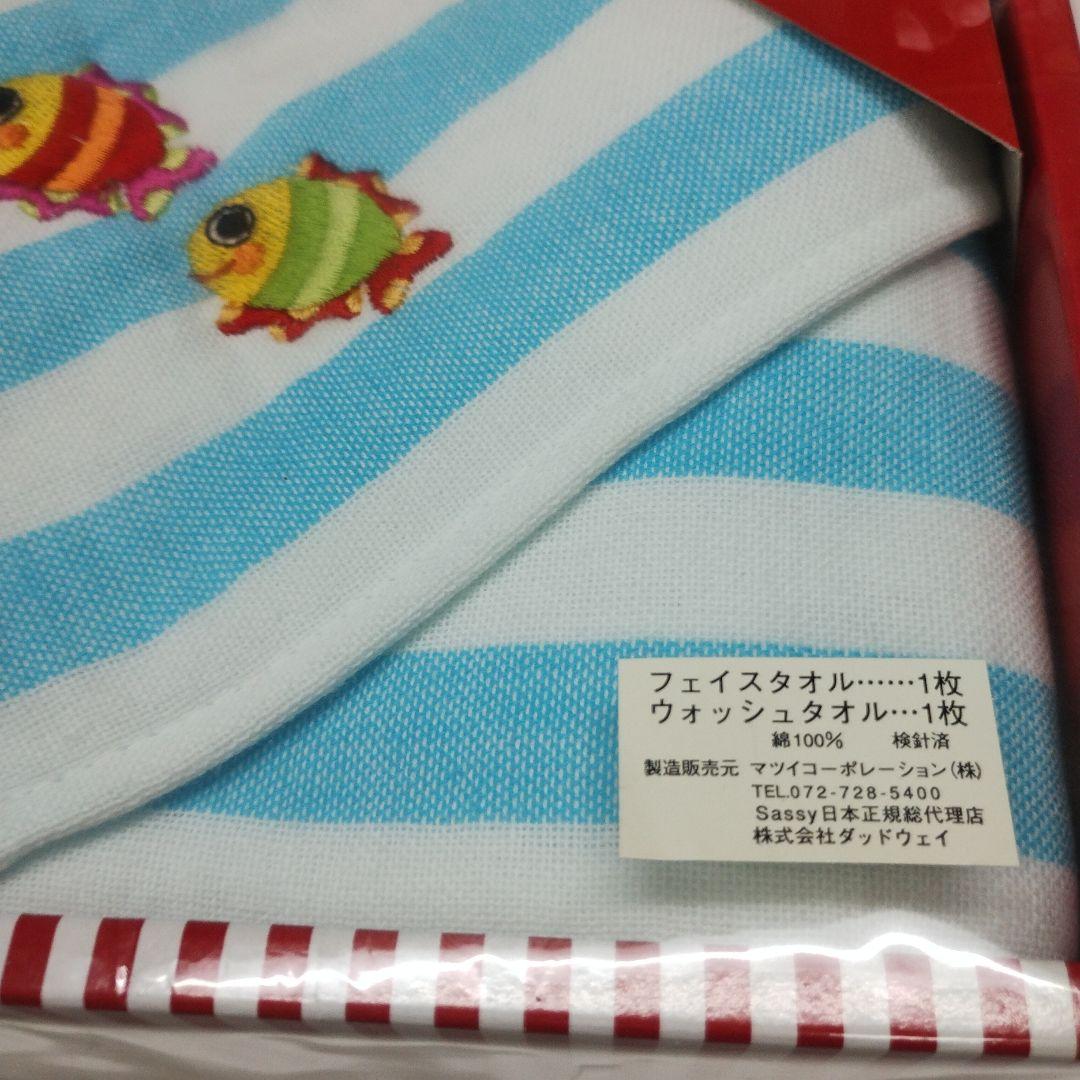 フェイスタオル……1枚
ウォッシュタオル…1枚
綿100% 検針済
製造販売元 マツイコーポレーション(株)
TEL.072-728-5400
Sassy日本正規総代理店
株式会社ダッドウェイ